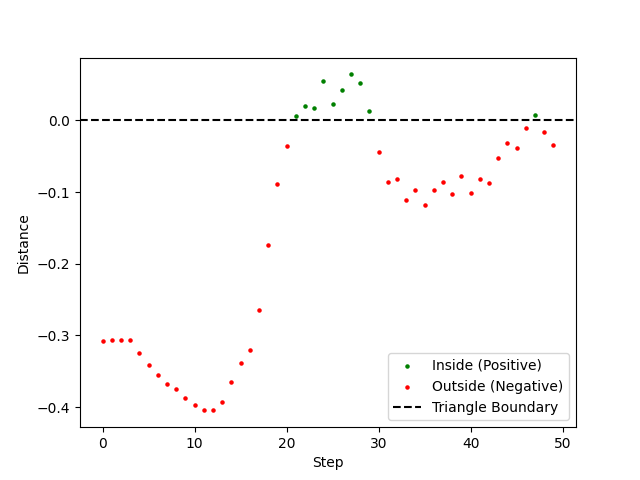 0.0
−0.1
−0.2
−0.3
−0.4
Distance
0
10
20
30
40
50
Step
Inside (Positive)
Outside (Negative)
Triangle Boundary